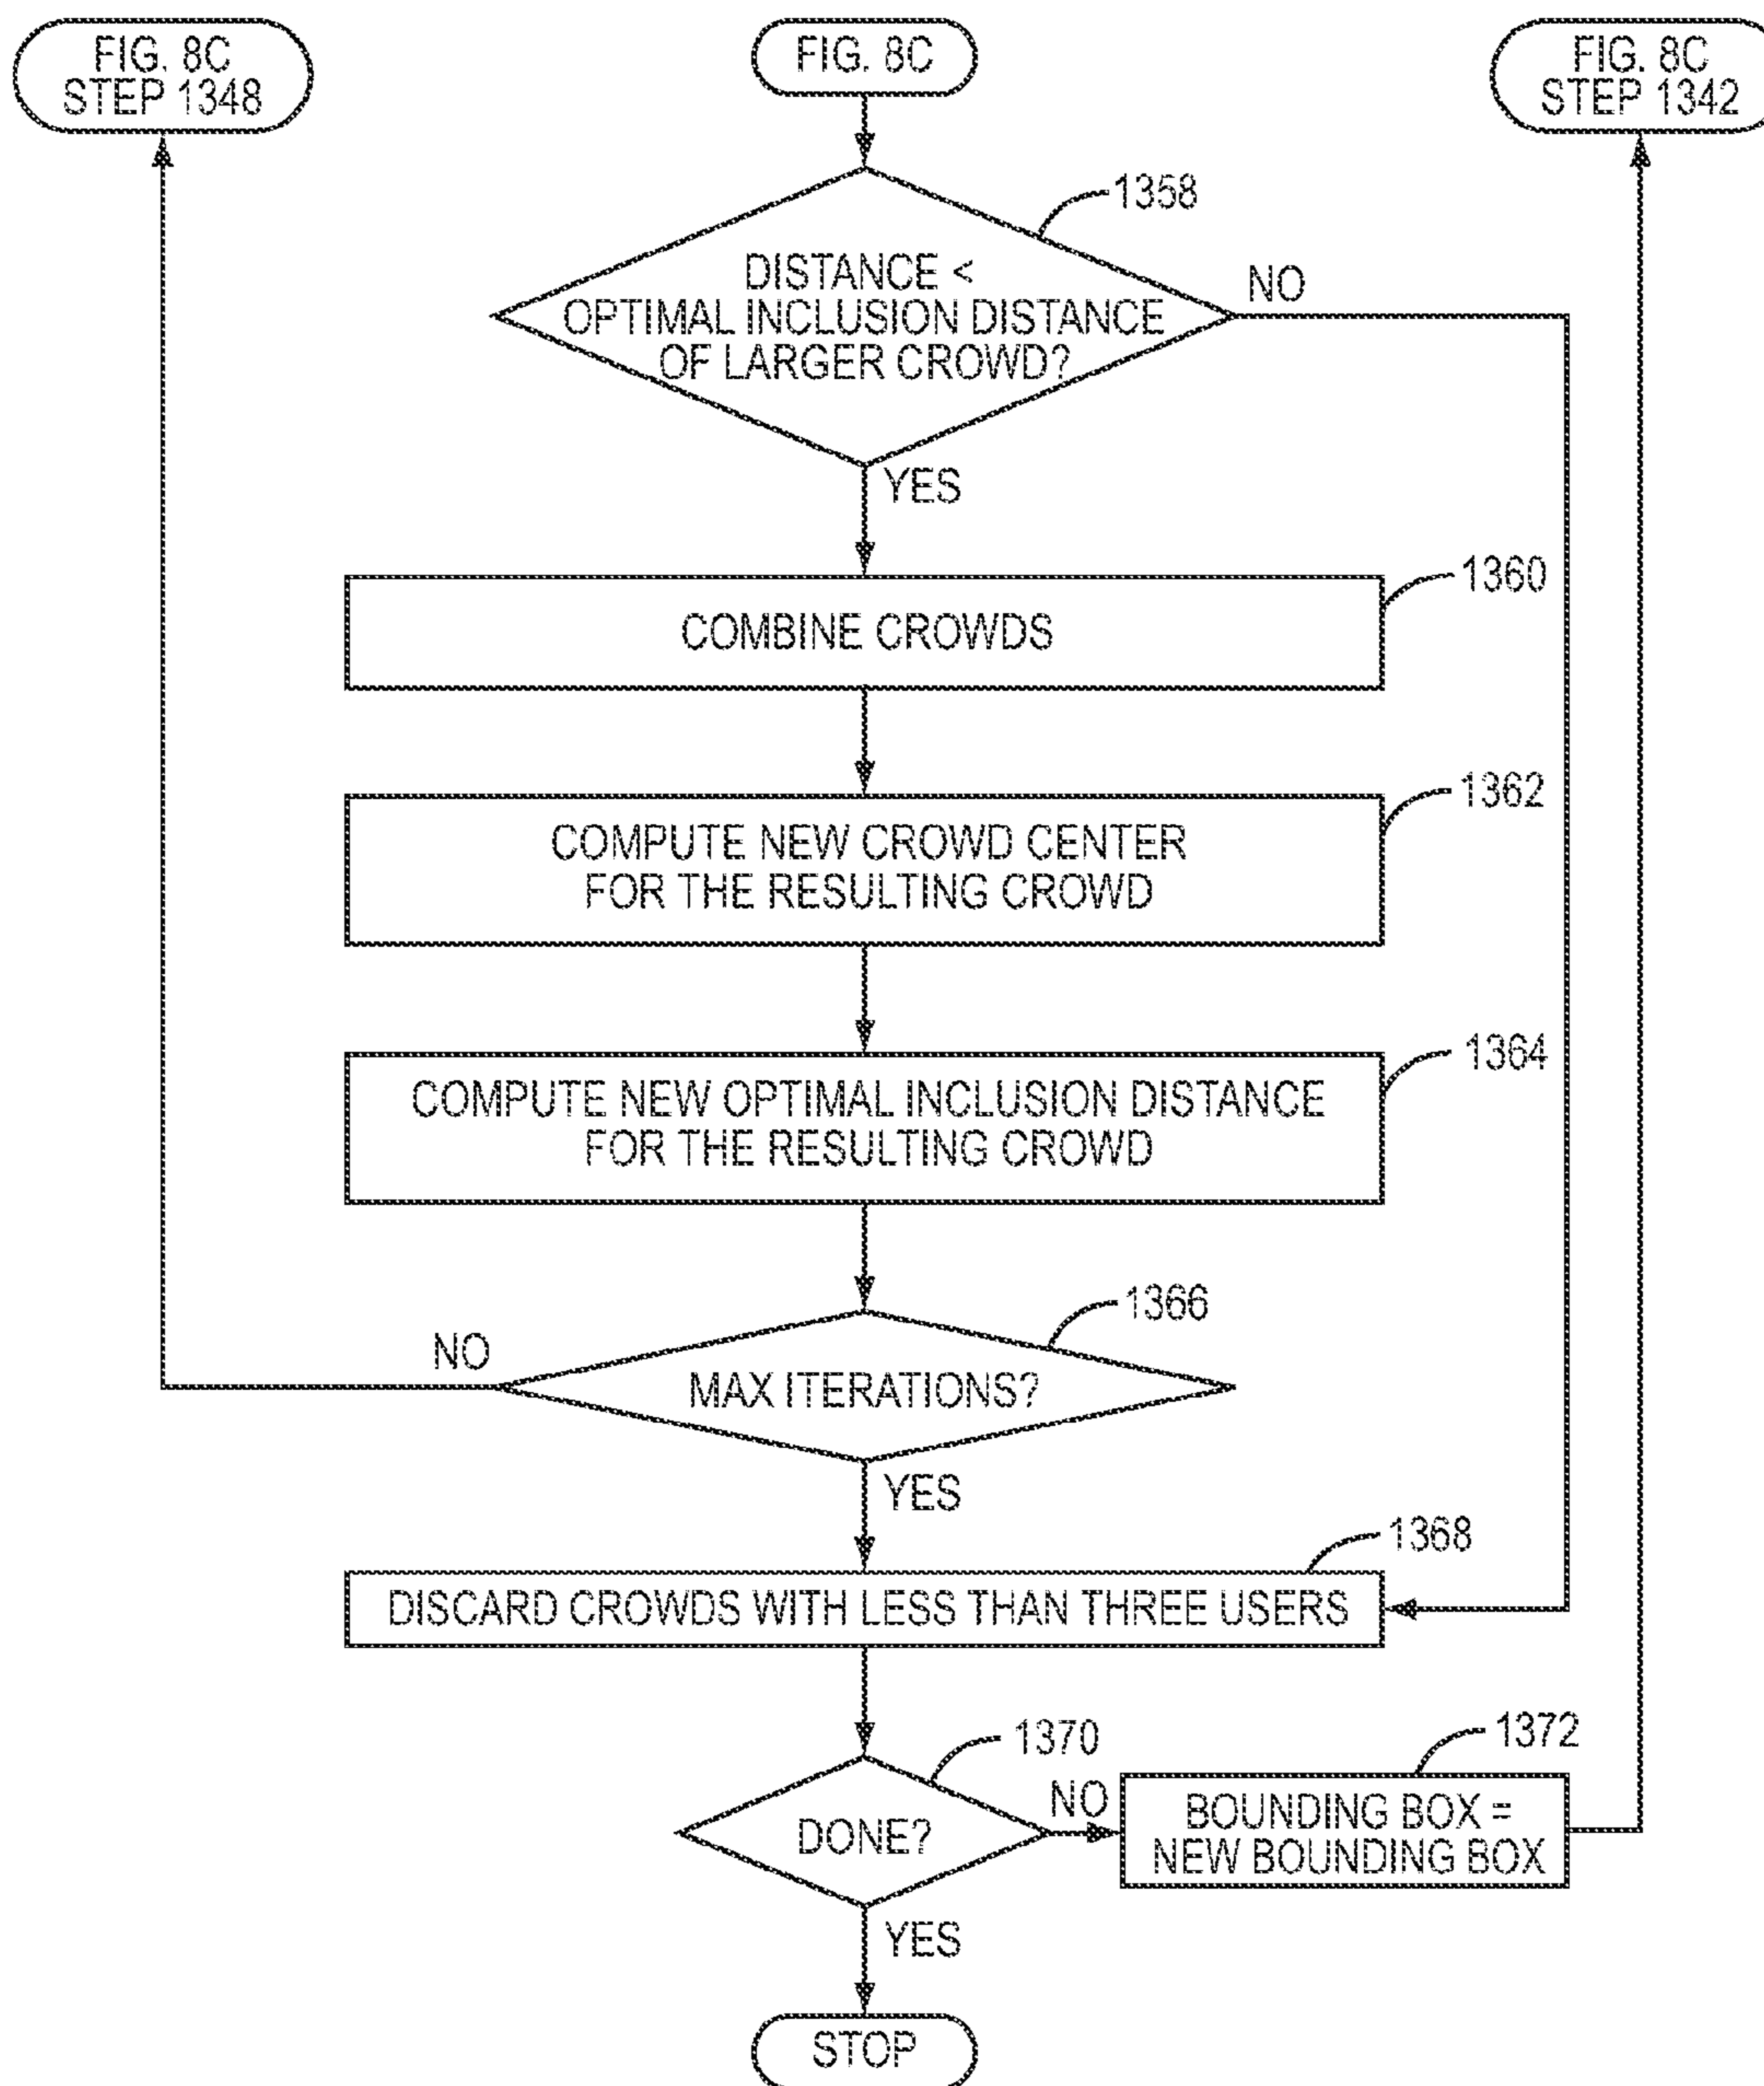 FIG. 8C
STEP 1348
FIG. 8C
FIG. 8C
STEP 1342
1358
DISTANCE <
OPTIMAL INCLUSION DISTANCE
OF LARGER CROWD?
NO
YES
1360
COMBINE CROWDS
1362
COMPUTE NEW CROWD CENTER
FOR THE RESULTING CROWD
1364
COMPUTE NEW OPTIMAL INCLUSION DISTANCE
FOR THE RESULTING CROWD
1366
NO
MAX ITERATIONS?
YES
1368
DISCARD CROWDS WITH LESS THAN THREE USERS
1370
1372
DONE?
NO
BOUNDING BOX =
NEW BOUNDING BOX
YES
STOP